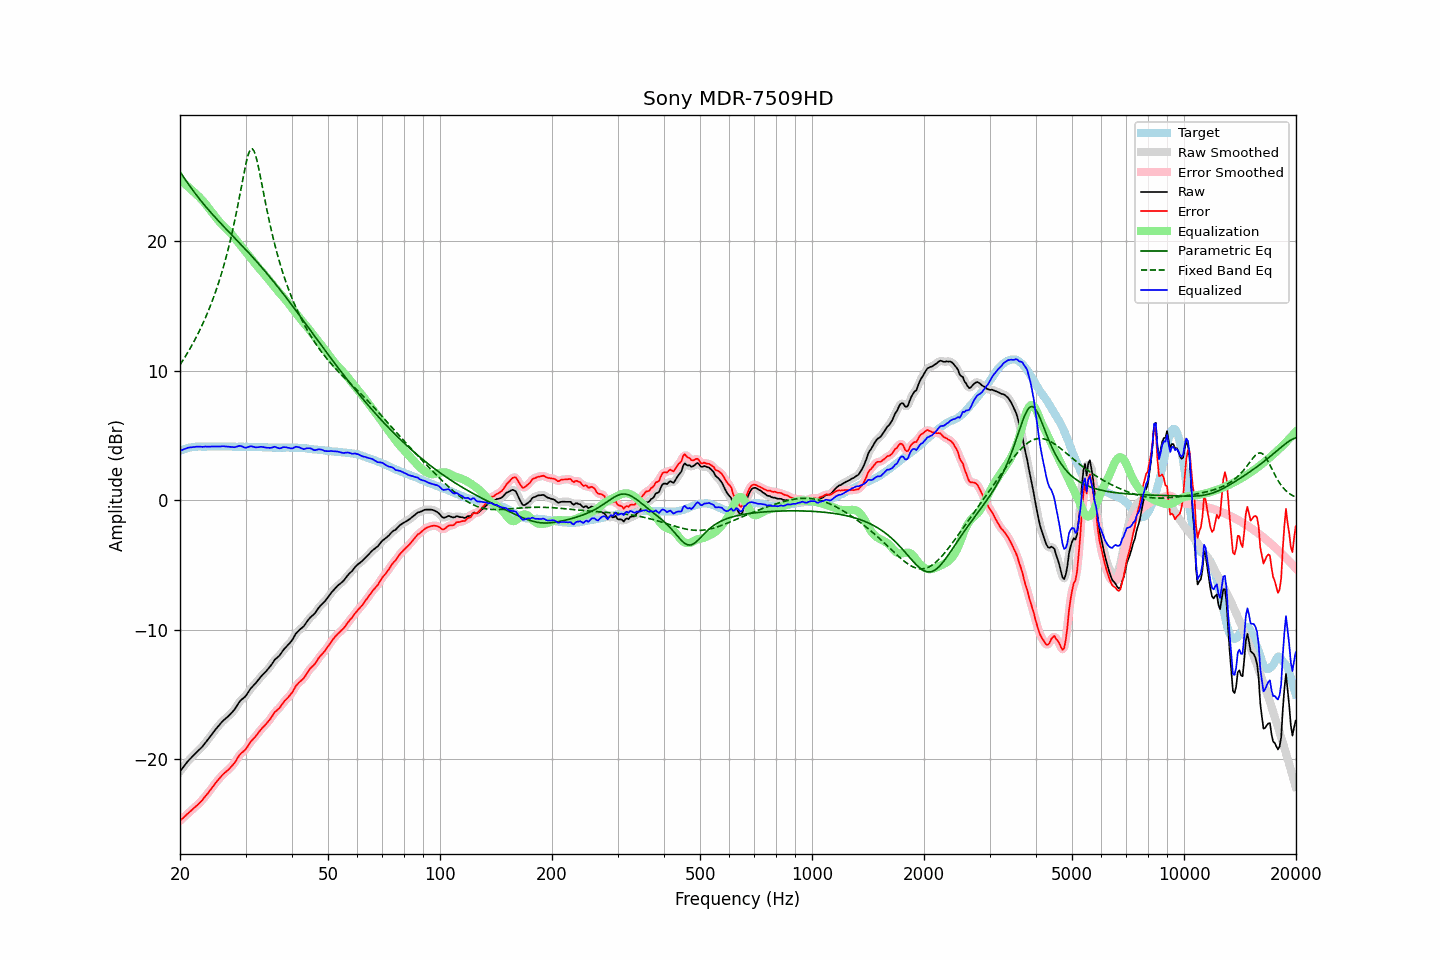 Sony MDR-7509HD
Amplitude (dBr)
20
10
0
−10
−20
Target
Raw Smoothed
Error Smoothed
Raw
Error
Equalization
Parametric Eq
Fixed Band Eq
Equalized
20
50
100
200
500
1000
2000
5000
10000
20000
Frequency (Hz)